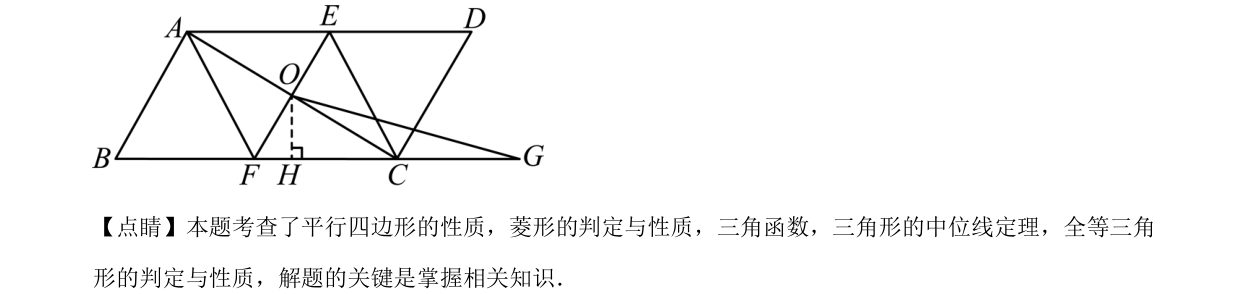 A E D
O
B F H C G
【点睛】本题考查了平行四边形的性质，菱形的判定与性质，三角函数，三角形的中位线定理，全等三角
形的判定与性质，解题的关键是掌握相关知识．